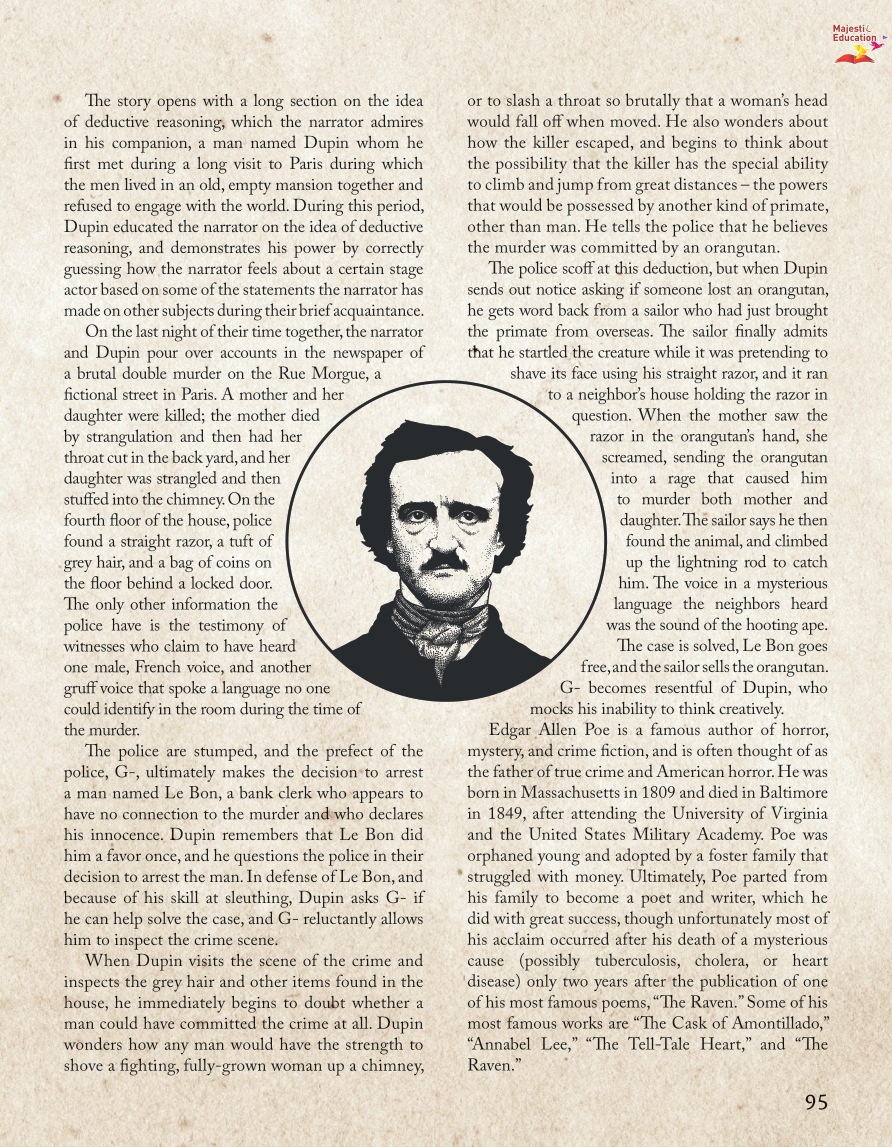 Majesti
Education
The story opens with a long section on the idea
of deductive reasoning, which the narrator admires
in his companion, a man named Dupin whom he
first met during a long visit to Paris during which
the men lived in an old, empty mansion together and
refused to engage with the world. During this period,
Dupin educated the narrator on the idea of deductive
reasoning, and demonstrates his power by correctly
guessing how the narrator feels about a certain stage
actor based on some of the statements the narrator has
made on other subjects during their brief acquaintance.
On the last night of their time together, the narrator
and Dupin pour over accounts in the newspaper of
a brutal double murder on the Rue Morgue, a
fictional street in Paris. A mother and her
daughter were killed; the mother died
by strangulation and then had her
throat cut in the back yard, and her
daughter was strangled and then
stuffed into the chimney. On the
fourth floor of the house, police
found a straight razor, a tuft of
grey hair, and a bag of coins on
the floor behind a locked door.
The only other information the
police have is the testimony of
witnesses who claim to have heard
one male, French voice, and another
gruff voice that spoke a language no one
could identify in the room during the time of
the murder.
The police are stumped, and the prefect of the
police, G-, ultimately makes the decision to arrest
a man named Le Bon, a bank clerk who appears to
have no connection to the murder and who declares
his innocence. Dupin remembers that Le Bon did
him a favor once, and he questions the police in their
decision to arrest the man. In defense of Le Bon, and
because of his skill at sleuthing, Dupin asks G- if
he can help solve the case, and G- reluctantly allows
him to inspect the crime scene.
When Dupin visits the scene of the crime and
inspects the grey hair and other items found in the
house, he immediately begins to doubt whether a
man could have committed the crime at all. Dupin
wonders how any man would have the strength to
shove a fighting, fully-grown woman up a chimney,
or to slash a throat so brutally that a woman's head
would fall off when moved. He also wonders about
how the killer escaped, and begins to think about
the possibility that the killer has the special ability
to climb and jump from great distances – the powers
that would be possessed by another kind of primate,
other than man. He tells the police that he believes
the murder was committed by an orangutan.
The police scoff at this deduction, but when Dupin
sends out notice asking if someone lost an orangutan,
he gets word back from a sailor who had just brought
the primate from overseas. The sailor finally admits
that he startled the creature while it was pretending to
shave its face using his straight razor, and it ran
to a neighbor's house holding the razor in
question. When the mother saw the
razor in the orangutan's hand, she
screamed, sending the orangutan
into a rage that caused him
to murder both mother and
daughter. The sailor says he then
found the animal, and climbed
up the lightning rod to catch
him. The voice in a mysterious
language the neighbors heard
was the sound of the hooting ape.
The case is solved, Le Bon goes
free, and the sailor sells the orangutan.
G- becomes resentful of Dupin, who
mocks his inability to think creatively.
Edgar Allen Poe is a famous author of horror,
mystery, and crime fiction, and is often thought of as
the father of true crime and American horror. He was
born in Massachusetts in 1809 and died in Baltimore
in 1849, after attending the University of Virginia
and the United States Military Academy. Poe was
orphaned young and adopted by a foster family that
struggled with money. Ultimately, Poe parted from
his family to become a poet and writer, which he
did with great success, though unfortunately most of
his acclaim occurred after his death of a mysterious
cause (possibly tuberculosis, cholera, or heart
disease) only two years after the publication of one
of his most famous poems, “The Raven.” Some of his
most famous works are “The Cask of Amontillado,”
“Annabel Lee,” “The Tell-Tale Heart,” and “The
Raven.”
95